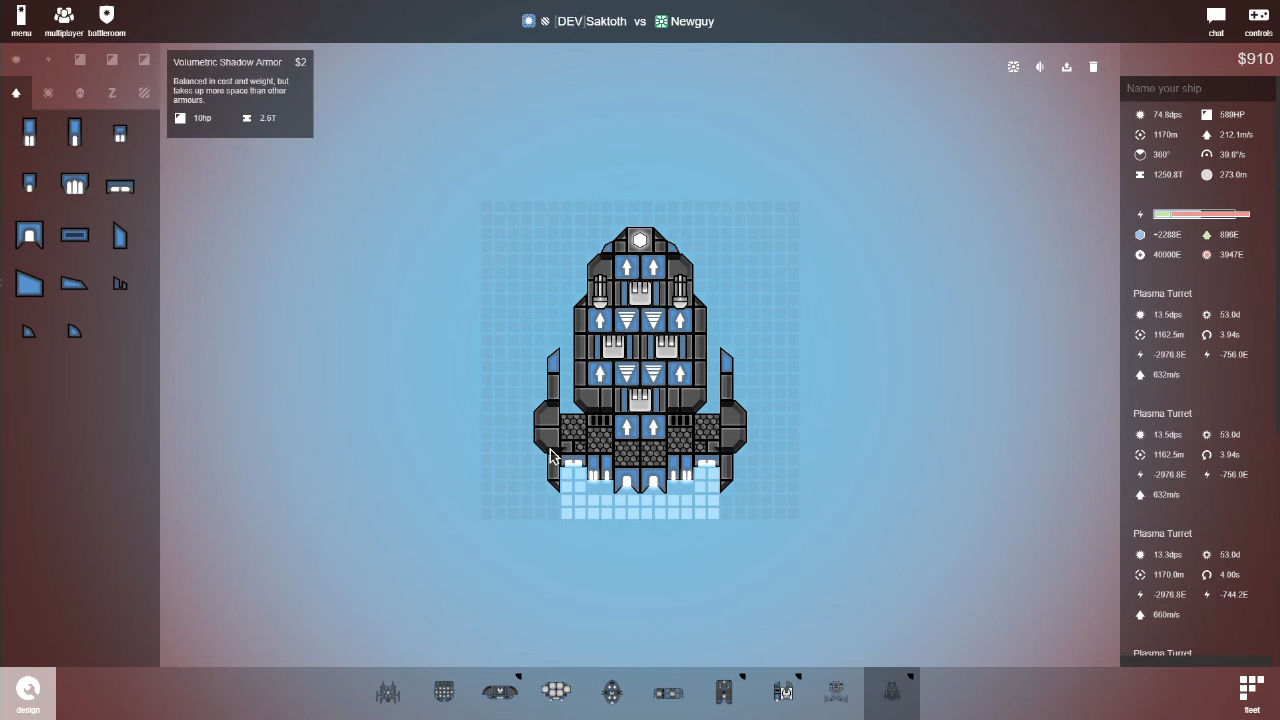 menu
multiplayer
battleroom
[DEV]Saktoth vs Newguy
chat
controls
Z
Volumetric Shadow Armor $2
Balanced in cost and weight, but
takes up more space than other
armours.
10hp 2.6T
$910
Name your ship
74.8dps 589HP
1170m 212.1m/s
360° 39.6°/s
1250.8T 273.0m
+2288E 896E
40000E 3947E
Plasma Turret
13.5dps 53.0d
1162.5m 3.94s
-2976.8E -756.0E
632m/s
Plasma Turret
13.5dps 53.0d
1162.5m 3.94s
-2976.8E -756.0E
632m/s
Plasma Turret
13.3dps 53.0d
1170.0m 4.00s
-2976.8E -744.2E
660m/s
Plasma Turret
design
fleet